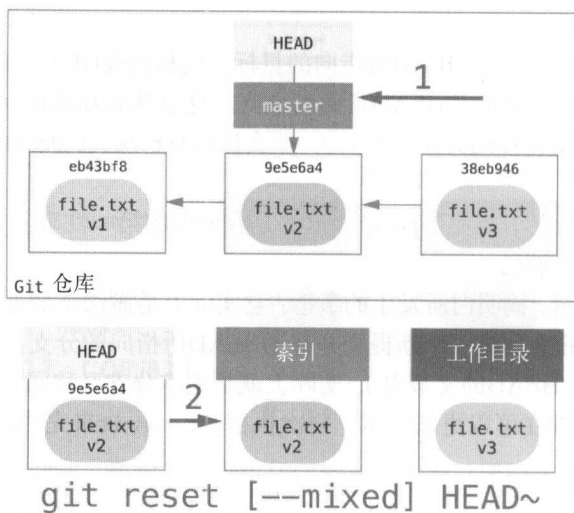 HEAD
master
1
eb43bf8
9e5e6a4
38eb946
file.txt
v1
file.txt
v2
file.txt
v3
Git 仓库
HEAD
索引
工作目录
9e5e6a4
2
file.txt
v2
file.txt
v2
file.txt
v3
git reset [--mixed] HEAD~